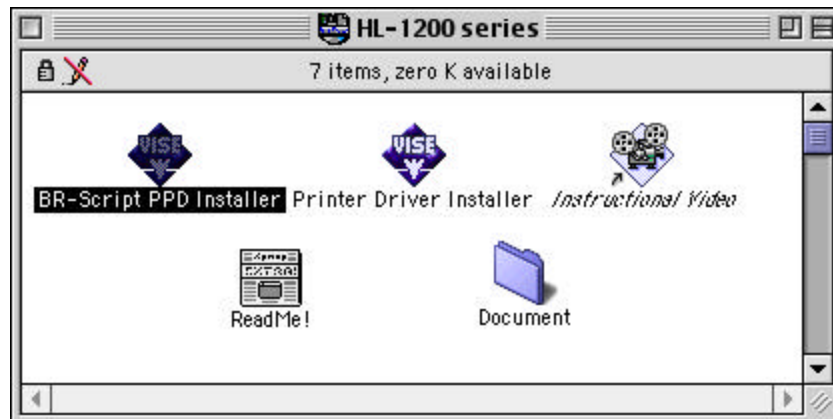 HL-1200 series
7 items, zero K available
VISE
VISE
BR-Script PPD Installer
Printer Driver Installer
Instructional Video
EXTRA!
ReadMe!
Document